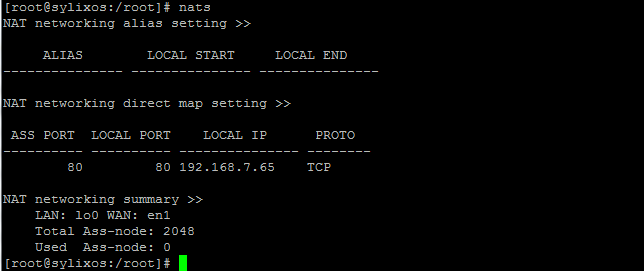 [root@sylixos:/root]# nats
NAT networking alias setting >>
ALIAS LOCAL START LOCAL END
--------------- --------------- ---------------
NAT networking direct map setting >>
ASS PORT LOCAL PORT LOCAL IP PROTO
---------- ---------- --------------- --------
80 80 192.168.7.65 TCP
NAT networking summary >>
LAN: lo0 WAN: en1
Total Ass-node: 2048
Used Ass-node: 0
[root@sylixos:/root]#